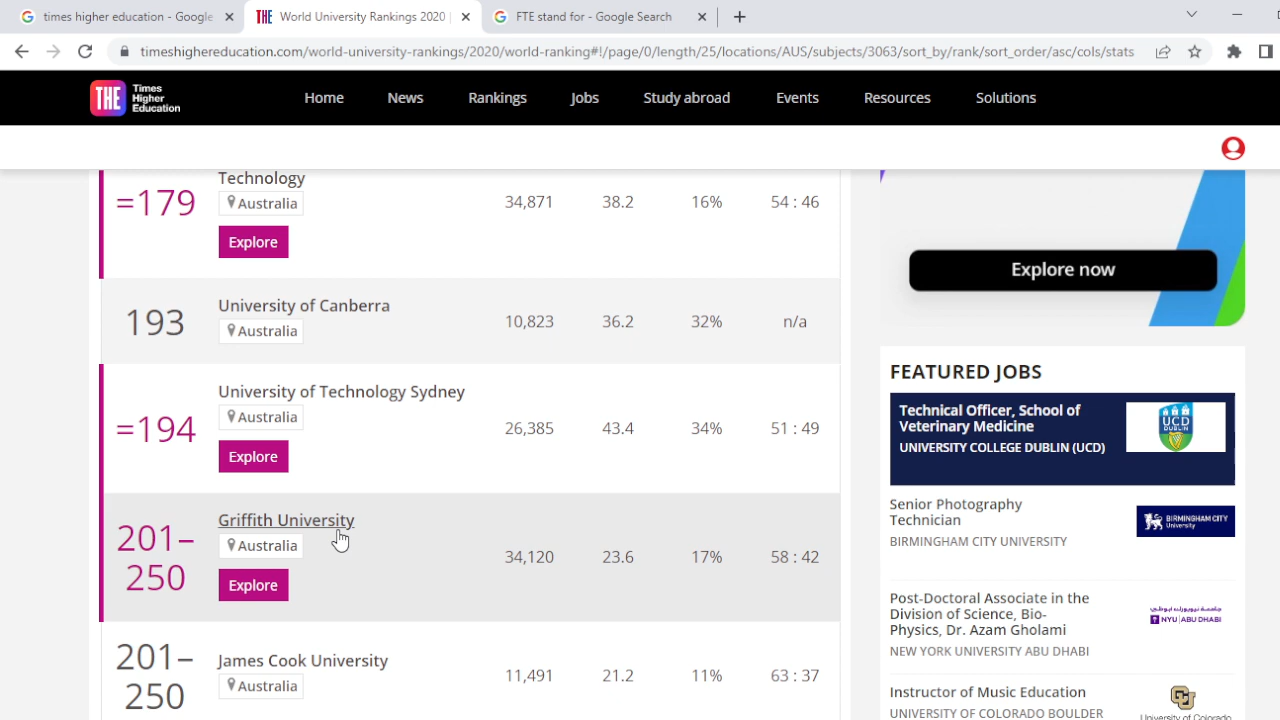 times higher education - Google
World University Rankings 2020
FTE stand for - Google Search
timeshighereducation.com/world-university-rankings/2020/world-ranking#!/page/0/length/25/locations/AUS/subjects/3063/sort_by/rank/sort_order/asc/cols/stats
THE
Times
Higher
Education
Home
News
Rankings
Jobs
Study abroad
Events
Resources
Solutions
=179
Technology
Australia
Explore
34,871
38.2
16%
54 : 46
193
University of Canberra
Australia
10,823
36.2
32%
n/a
=194
University of Technology Sydney
Australia
Explore
26,385
43.4
34%
51 : 49
201–
250
Griffith University
Australia
Explore
34,120
23.6
17%
58 : 42
201–
250
James Cook University
Australia
11,491
21.2
11%
63 : 37
Explore now
FEATURED JOBS
Technical Officer, School of
Veterinary Medicine
UNIVERSITY COLLEGE DUBLIN (UCD)
UCD
DUBLIN
Senior Photography
Technician
BIRMINGHAM CITY UNIVERSITY
BIRMINGHAM CITY
University
Post-Doctoral Associate in the
Division of Science, Bio-
Physics, Dr. Azam Gholami
NEW YORK UNIVERSITY ABU DHABI
جامعة نيويورك أبوظبي
NYU | ABU DHABI
Instructor of Music Education
UNIVERSITY OF COLORADO BOULDER
University of Colorado